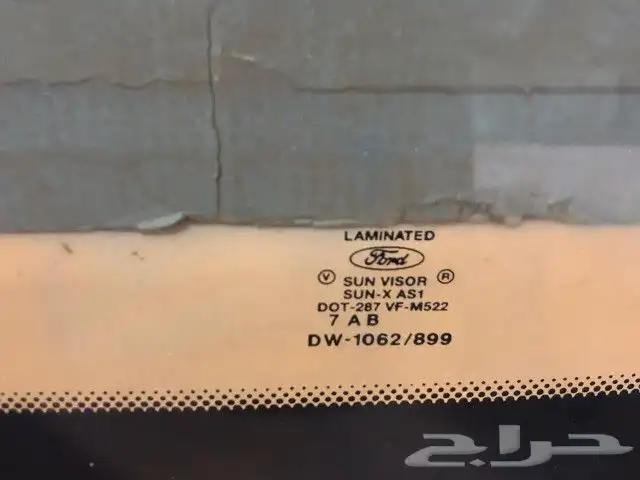 LAMINATED
Ford
V SUN VISOR R
SUN-X AS1
DOT-287 VF-M522
7 A B
DW-1062/899
حراج